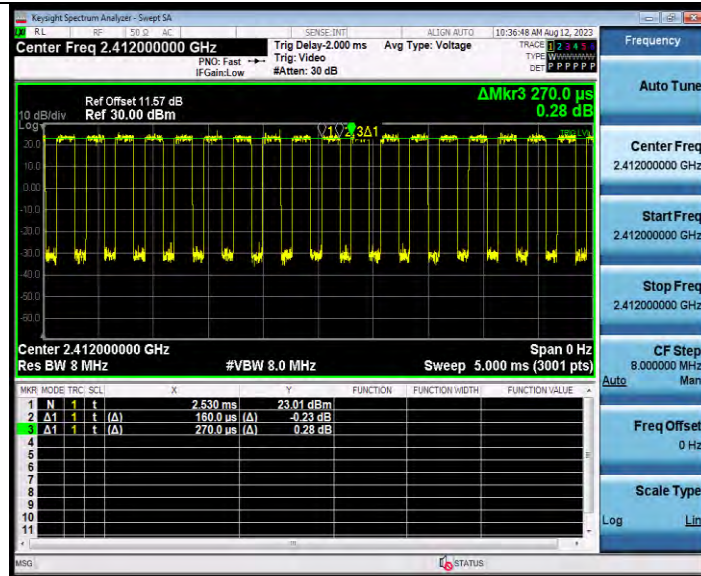 Keysight Spectrum Analyzer - Swept SA
LXI RL RF 50 Ω AC SENSE:INT ALIGN AUTO 10:36:48 AM Aug 12, 2023
Center Freq 2.412000000 GHz
PNO: Fast
IFGain:Low
Trig Delay-2.000 ms
Trig: Video
#Atten: 30 dB
Avg Type: Voltage
TRACE 1 2 3 4 5 6
TYPE WWWWWW
DET P P P P P P
ΔMkr3 270.0 µs
0.28 dB
Ref Offset 11.57 dB
10 dB/div Ref 30.00 dBm
Log
1 2 3Δ1
TRIG LVL
20.0
10.0
0.00
-10.0
-20.0
-30.0
-40.0
-50.0
-60.0
Center 2.412000000 GHz Span 0 Hz
Res BW 8 MHz #VBW 8.0 MHz Sweep 5.000 ms (3001 pts)
MKR MODE TRC SCL X Y FUNCTION FUNCTION WIDTH FUNCTION VALUE
1 N 1 t 2.530 ms 23.01 dBm
2 Δ1 1 t (Δ) 160.0 µs (Δ) -0.23 dB
3 Δ1 1 t (Δ) 270.0 µs (Δ) 0.28 dB
4
5
6
7
8
9
10
11
MSG STATUS
Frequency
Auto Tune
Center Freq
2.412000000 GHz
Start Freq
2.412000000 GHz
Stop Freq
2.412000000 GHz
CF Step
8.000000 MHz
Auto Man
Freq Offset
0 Hz
Scale Type
Log Lin